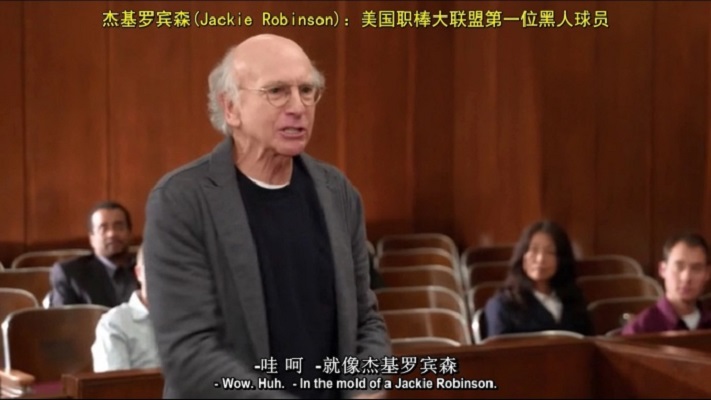 杰基罗宾森(Jackie Robinson)：美国职棒大联盟第一位黑人球员
-哇 呵 -就像杰基罗宾森
- Wow. Huh. - In the mold of a Jackie Robinson.